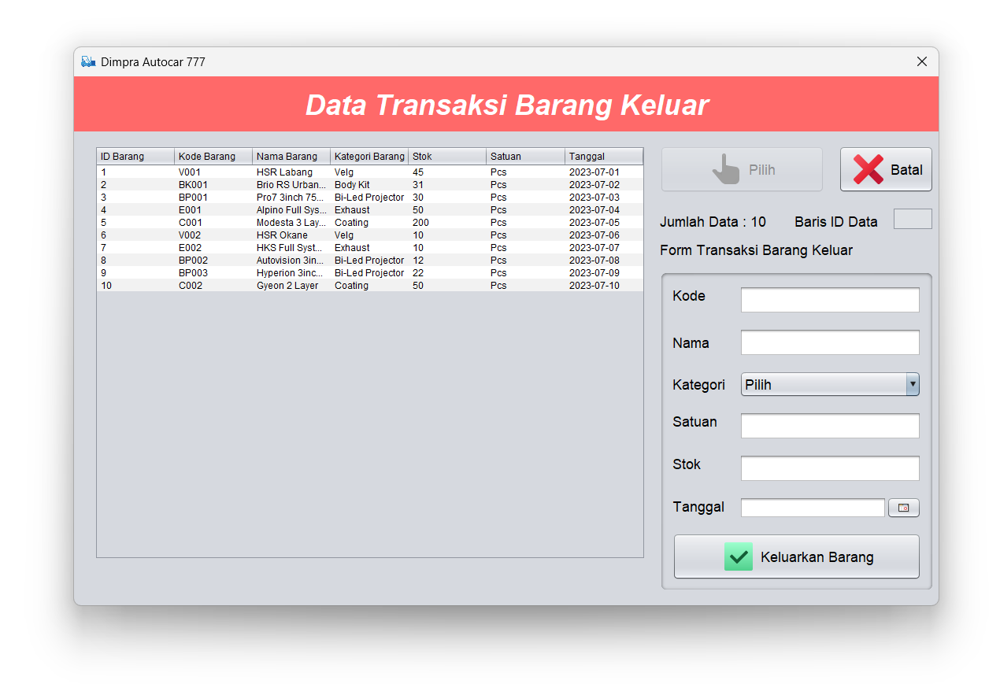 Dimpra Autocar 777
Data Transaksi Barang Keluar
ID Barang Kode Barang Nama Barang Kategori Barang Stok Satuan Tanggal
1 V001 HSR Labang Velg 45 Pcs 2023-07-01
2 BK001 Brio RS Urban... Body Kit 31 Pcs 2023-07-02
3 BP001 Pro7 3inch 75... Bi-Led Projector 30 Pcs 2023-07-03
4 E001 Alpino Full Sys... Exhaust 50 Pcs 2023-07-04
5 C001 Modesta 3 Lay... Coating 200 Pcs 2023-07-05
6 V002 HSR Okane Velg 10 Pcs 2023-07-06
7 E002 HKS Full Syst... Exhaust 10 Pcs 2023-07-07
8 BP002 Autovision 3in... Bi-Led Projector 12 Pcs 2023-07-08
9 BP003 Hyperion 3inc... Bi-Led Projector 22 Pcs 2023-07-09
10 C002 Gyeon 2 Layer Coating 50 Pcs 2023-07-10
Pilih Batal
Jumlah Data : 10 Baris ID Data
Form Transaksi Barang Keluar
Kode
Nama
Kategori Pilih
Satuan
Stok
Tanggal
Keluarkan Barang